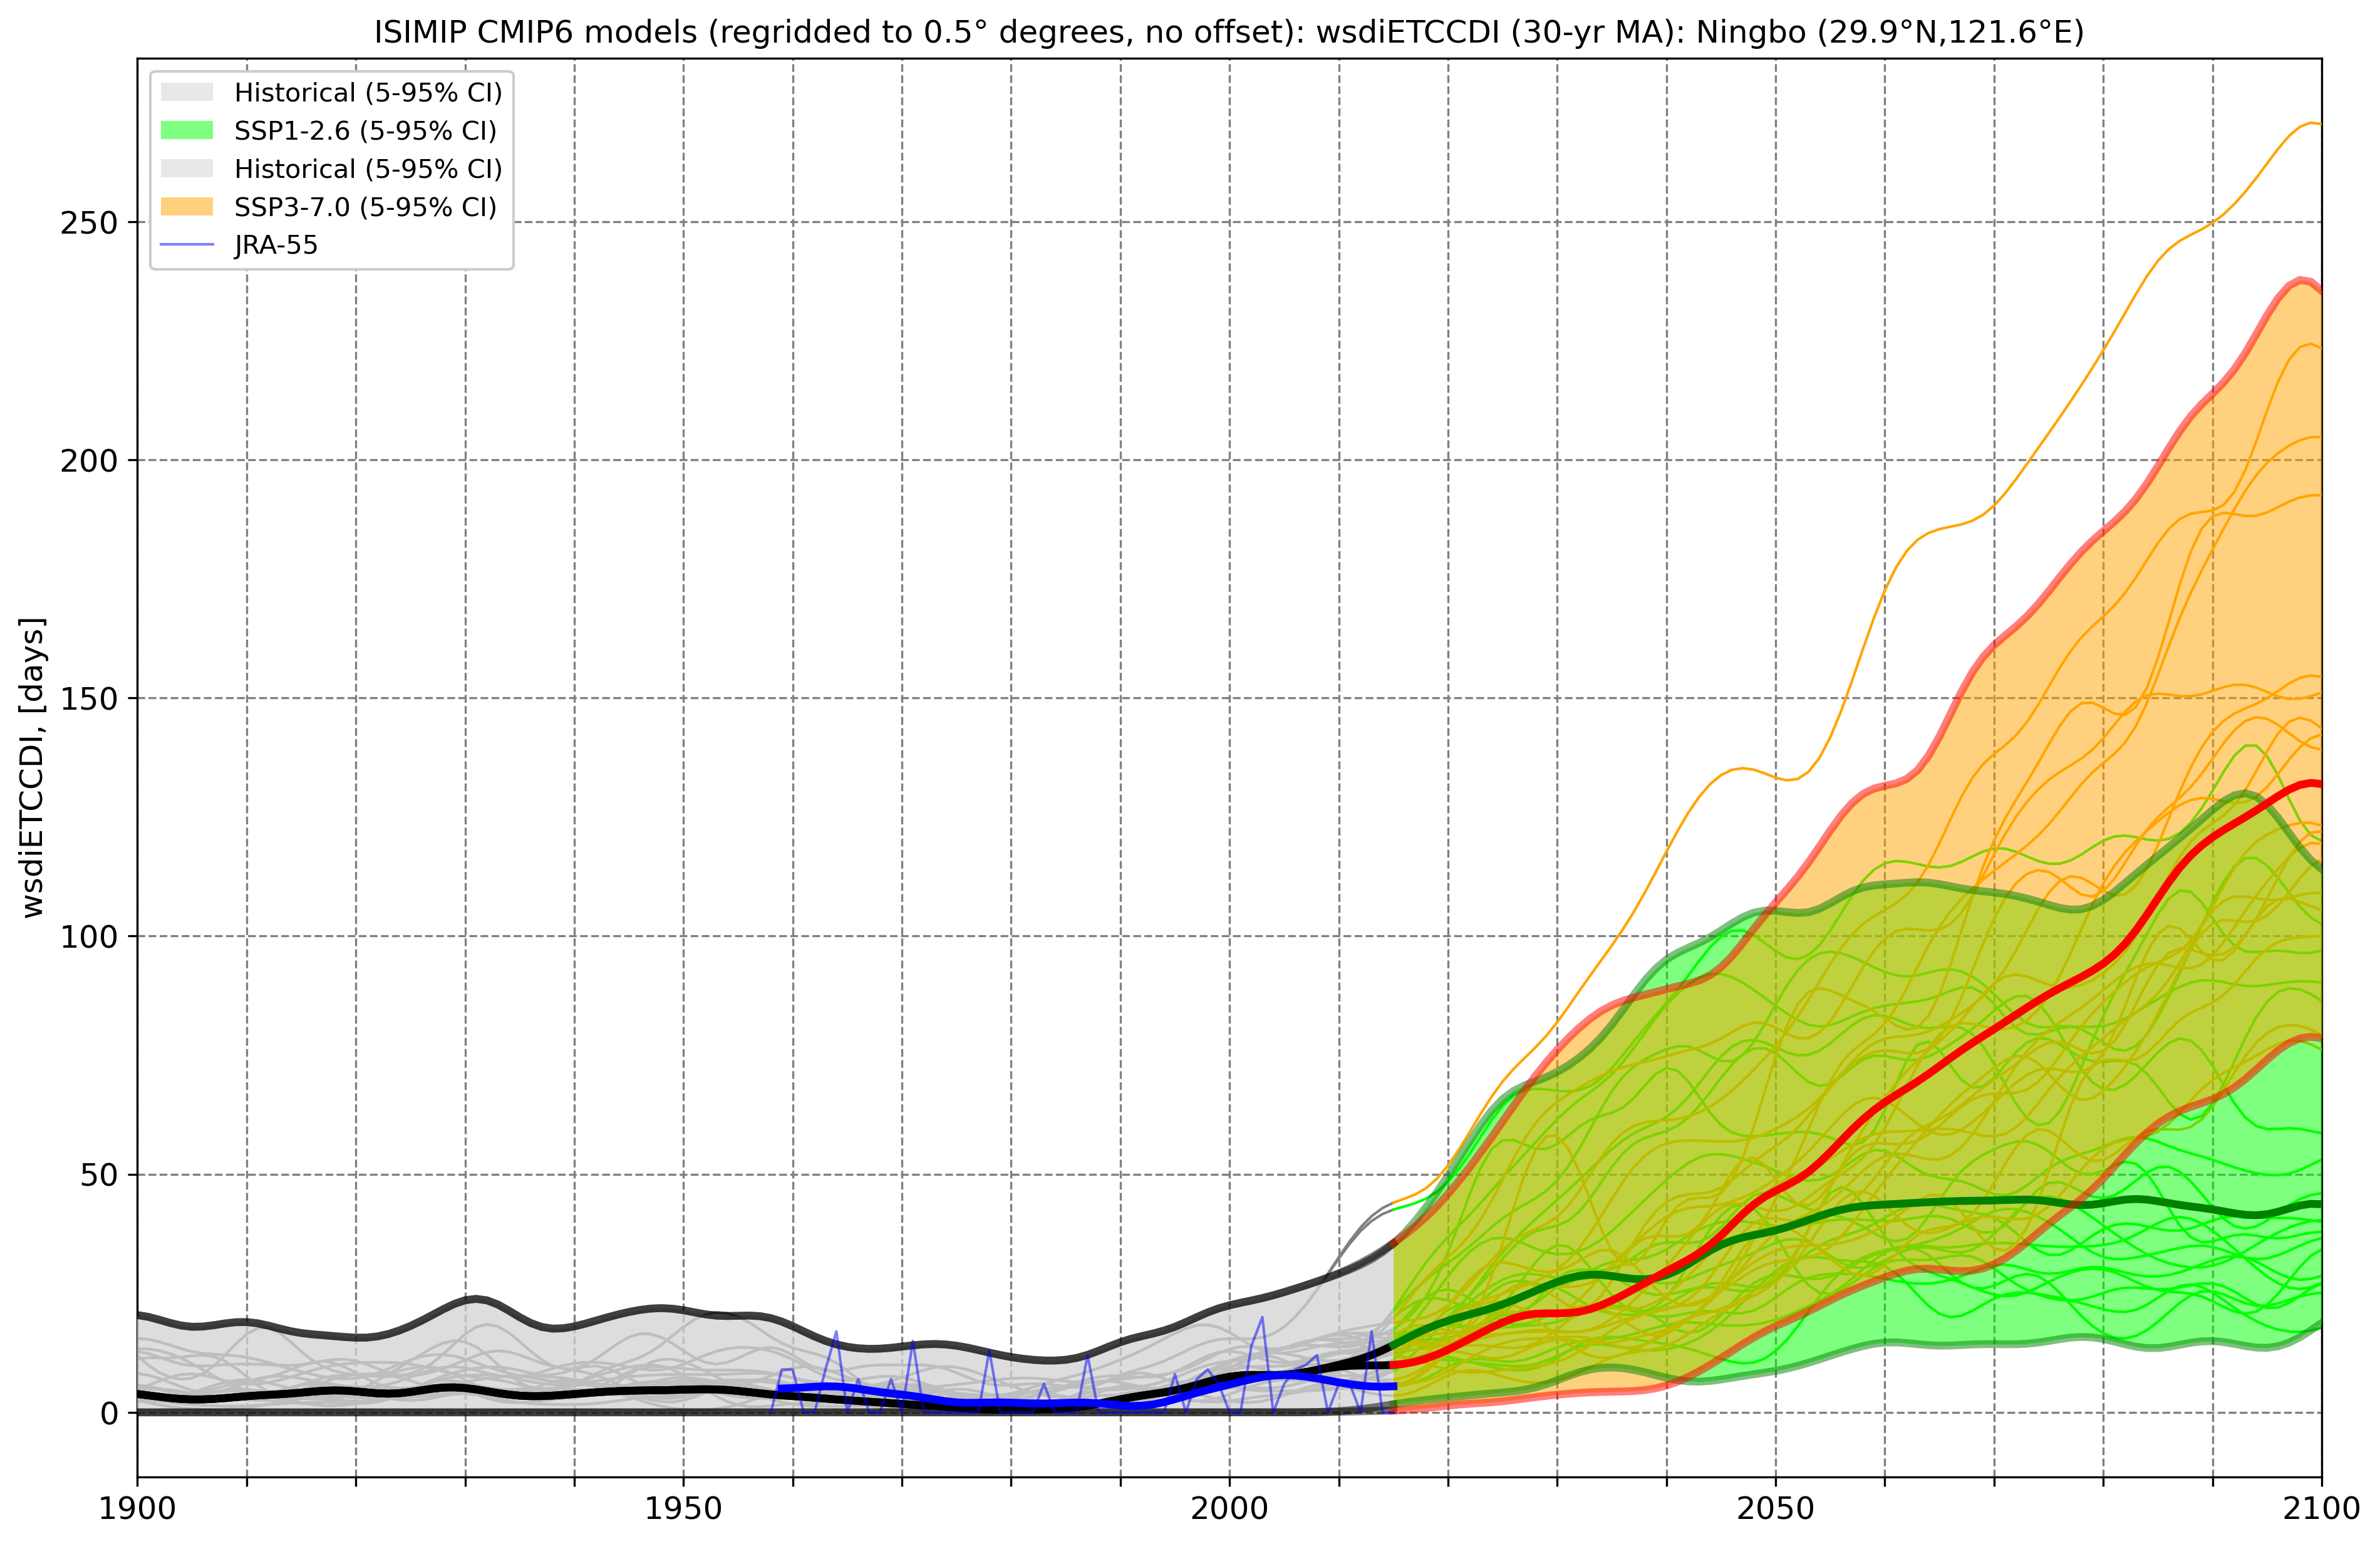 ISIMIP CMIP6 models (regridded to 0.5° degrees, no offset): wsdiETCCDI (30-yr MA): Ningbo (29.9°N,121.6°E)
Historical (5-95% CI)
SSP1-2.6 (5-95% CI)
Historical (5-95% CI)
SSP3-7.0 (5-95% CI)
JRA-55
wsdiETCCDI, [days]
250
200
150
100
50
0
1900
1950
2000
2050
2100